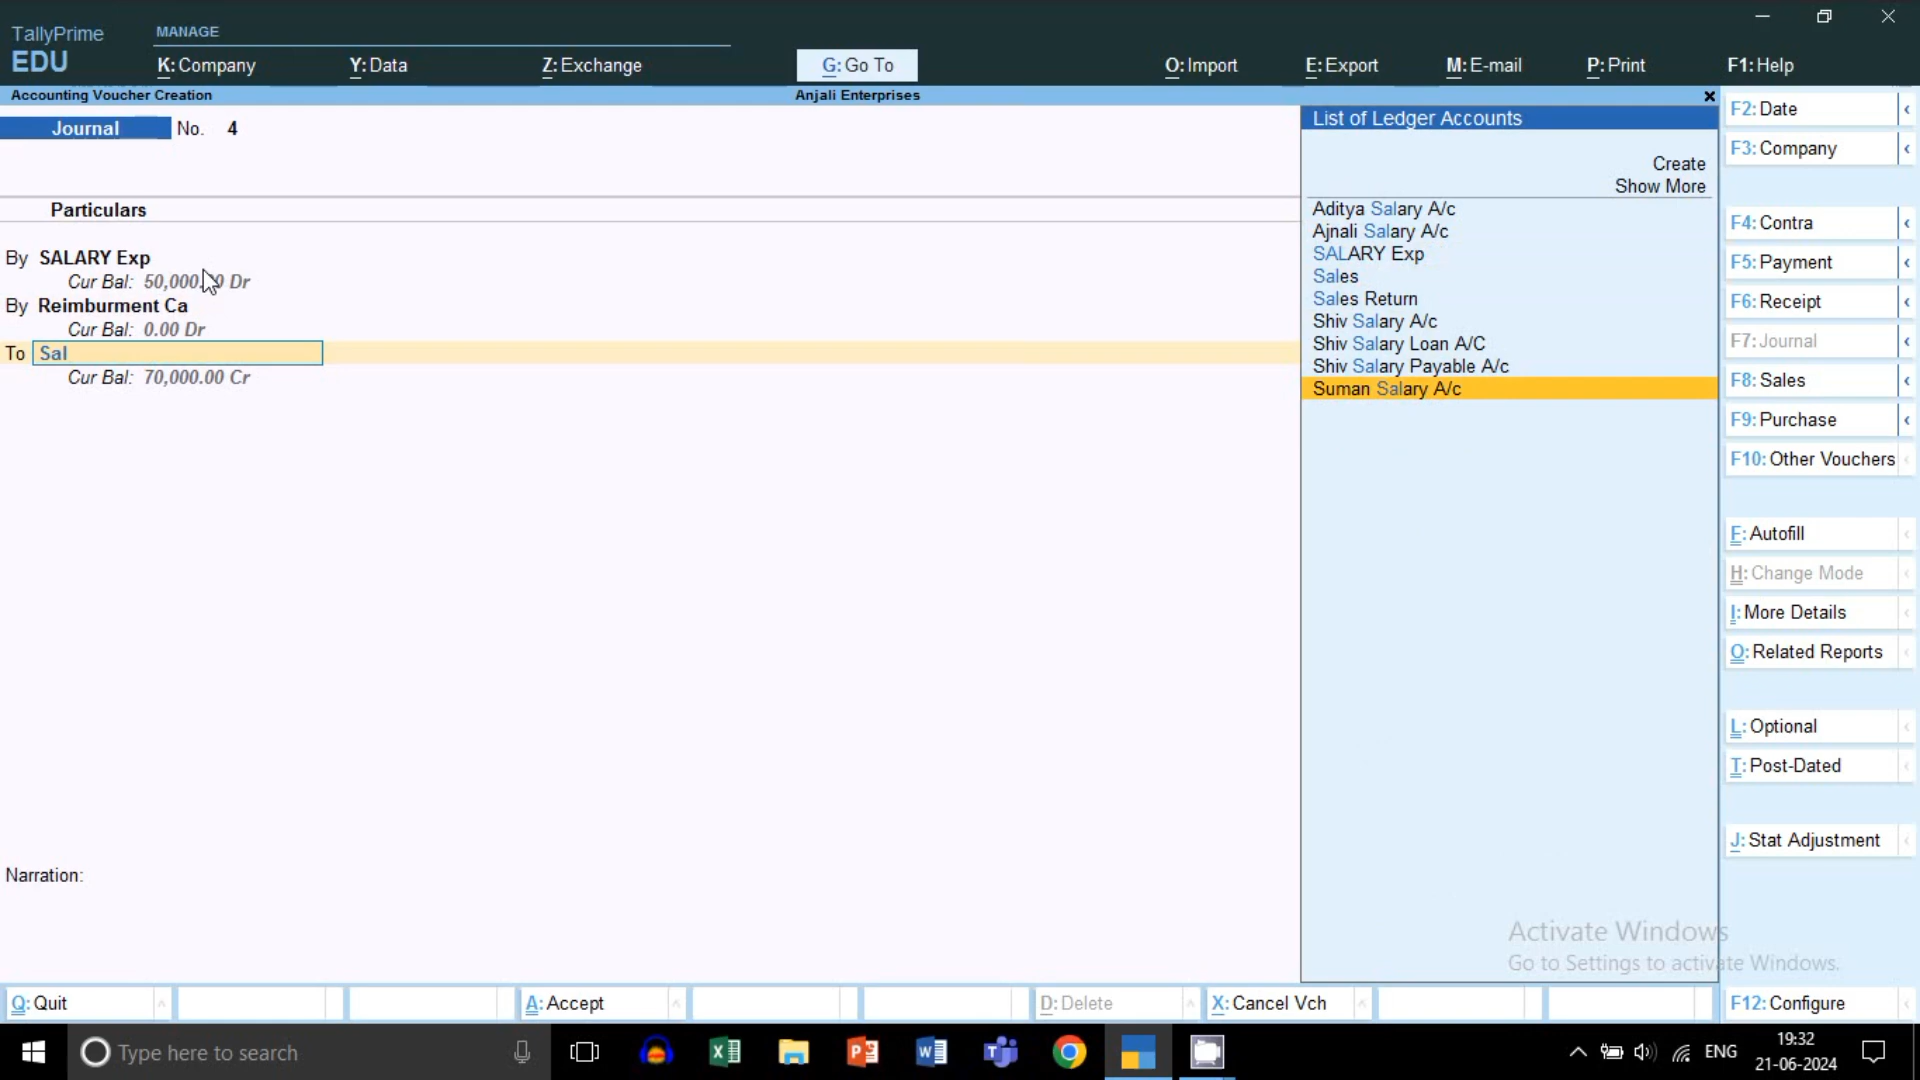 TallyPrime
EDU
MANAGE
K: Company
Y: Data
Z: Exchange
G: Go To
O: Import
E: Export
M: E-mail
P: Print
F1: Help
Accounting Voucher Creation
Anjali Enterprises
Journal No. 4
Particulars
By SALARY Exp
Cur Bal: 50,000.00 Dr
By Reimburment Ca
Cur Bal: 0.00 Dr
To Sal
Cur Bal: 70,000.00 Cr
Narration:
List of Ledger Accounts
Create
Show More
Aditya Salary A/c
Ajnali Salary A/c
SALARY Exp
Sales
Sales Return
Shiv Salary A/c
Shiv Salary Loan A/C
Shiv Salary Payable A/c
Suman Salary A/c
F2: Date
F3: Company
F4: Contra
F5: Payment
F6: Receipt
F7: Journal
F8: Sales
F9: Purchase
F10: Other Vouchers
F: Autofill
H: Change Mode
I: More Details
O: Related Reports
L: Optional
T: Post-Dated
J: Stat Adjustment
Activate Windows
Go to Settings to activate Windows.
Q: Quit
A: Accept
D: Delete
X: Cancel Vch
F12: Configure
Type here to search
ENG
19:32
21-06-2024